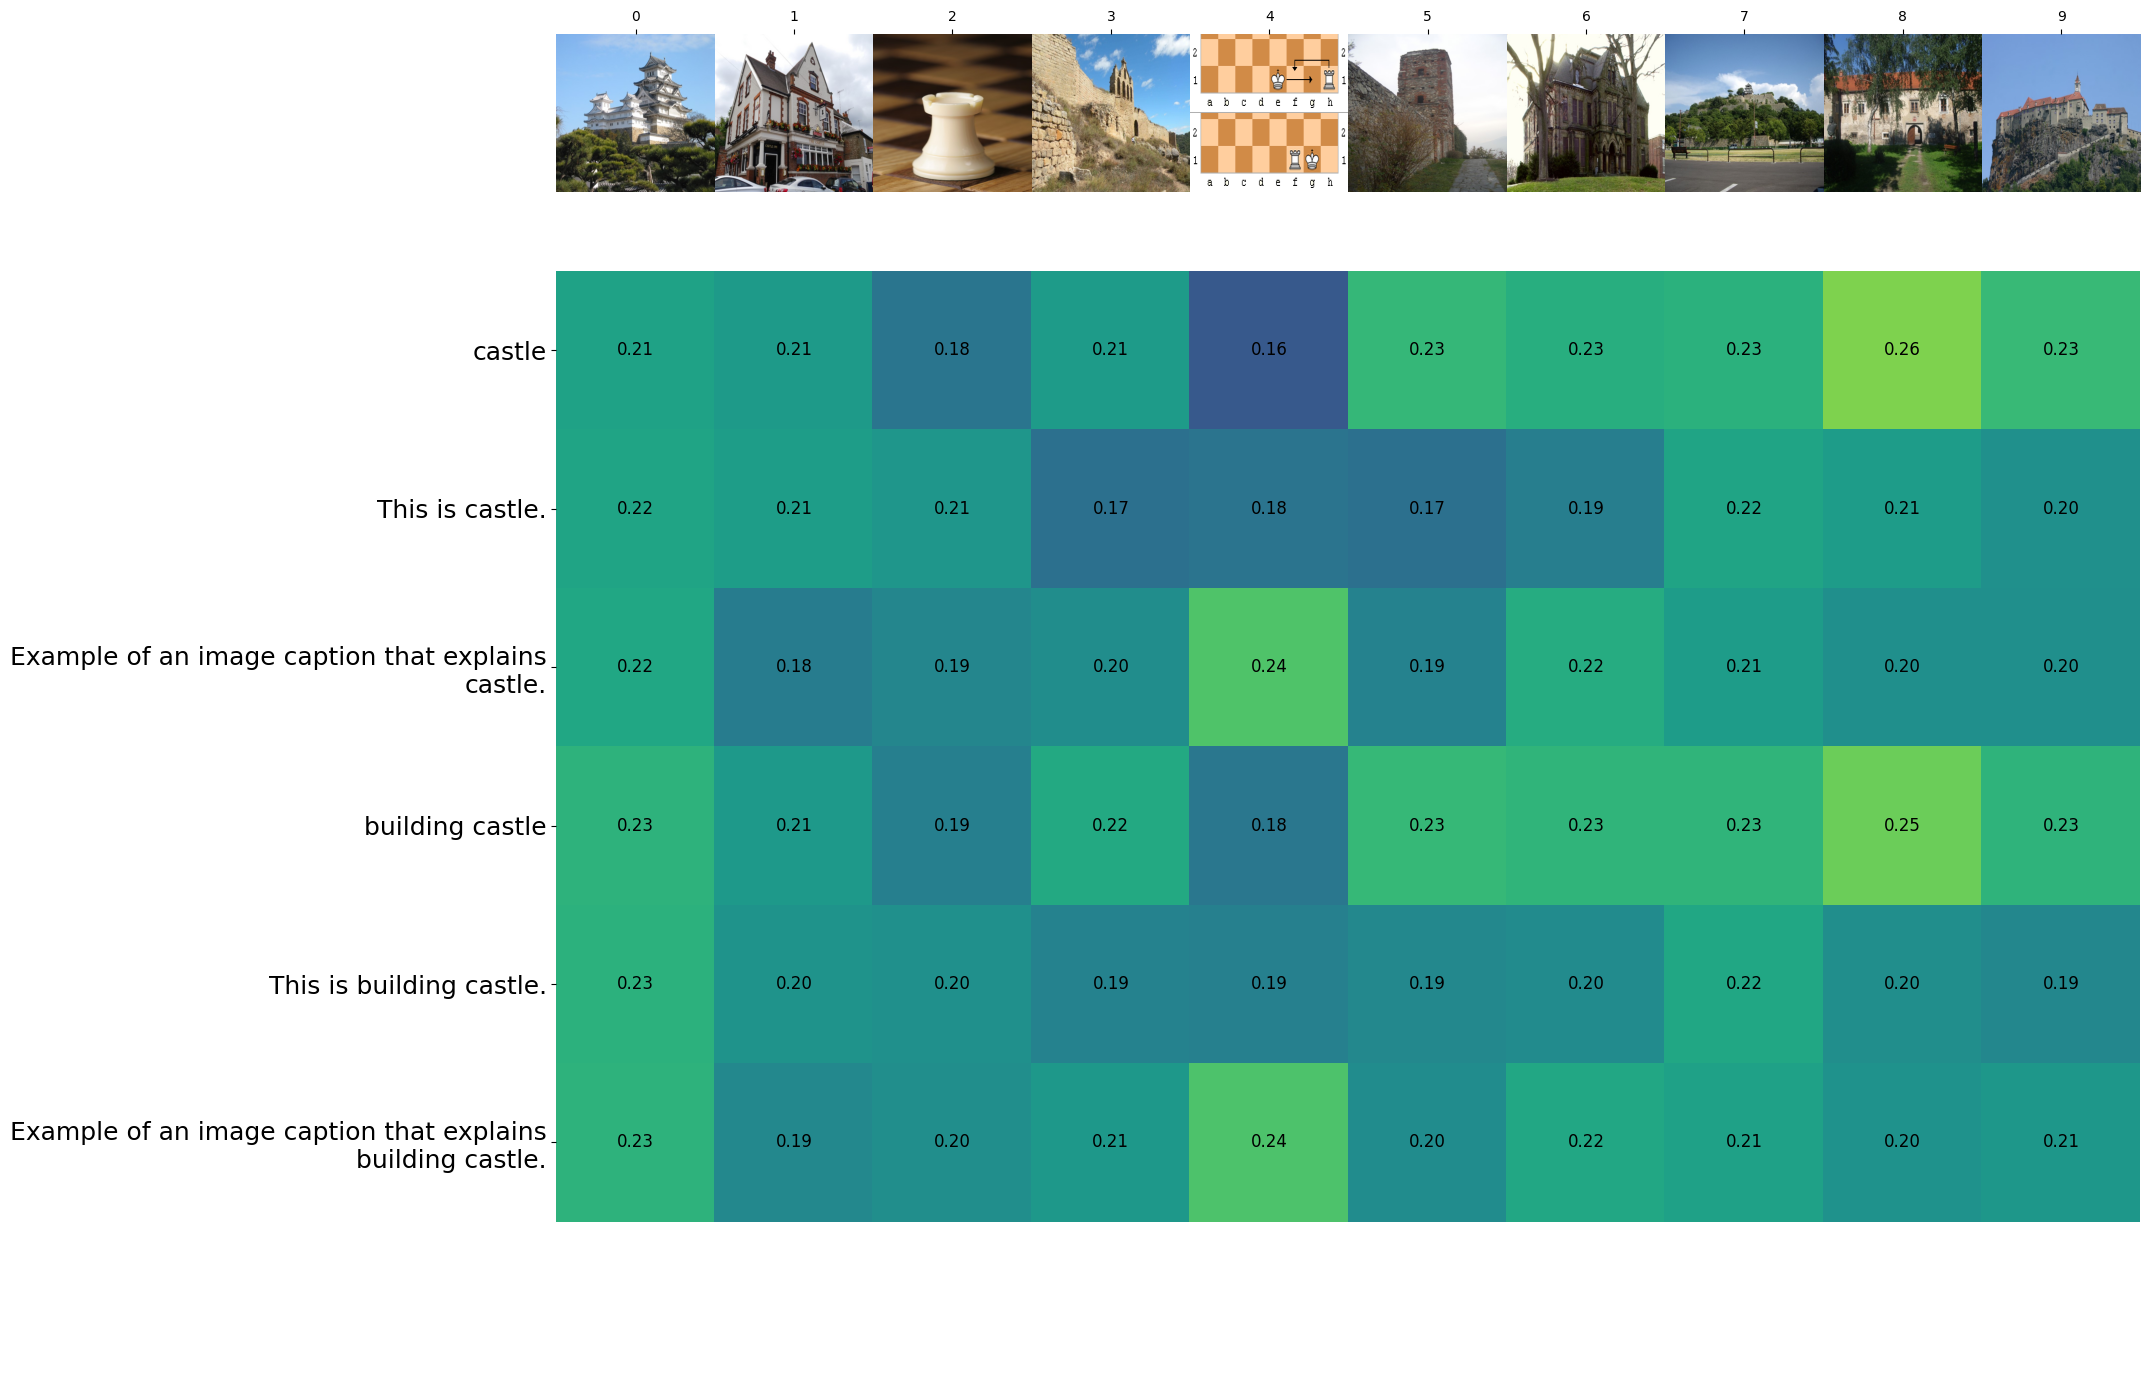 0 1 2 3 4 5 6 7 8 9
2 2
1 1
a b c d e f g h
2 2
1 1
a b c d e f g h
castle 0.21 0.21 0.18 0.21 0.16 0.23 0.23 0.23 0.26 0.23
This is castle. 0.22 0.21 0.21 0.17 0.18 0.17 0.19 0.22 0.21 0.20
Example of an image caption that explains
castle. 0.22 0.18 0.19 0.20 0.24 0.19 0.22 0.21 0.20 0.20
building castle 0.23 0.21 0.19 0.22 0.18 0.23 0.23 0.23 0.25 0.23
This is building castle. 0.23 0.20 0.20 0.19 0.19 0.19 0.20 0.22 0.20 0.19
Example of an image caption that explains
building castle. 0.23 0.19 0.20 0.21 0.24 0.20 0.22 0.21 0.20 0.21